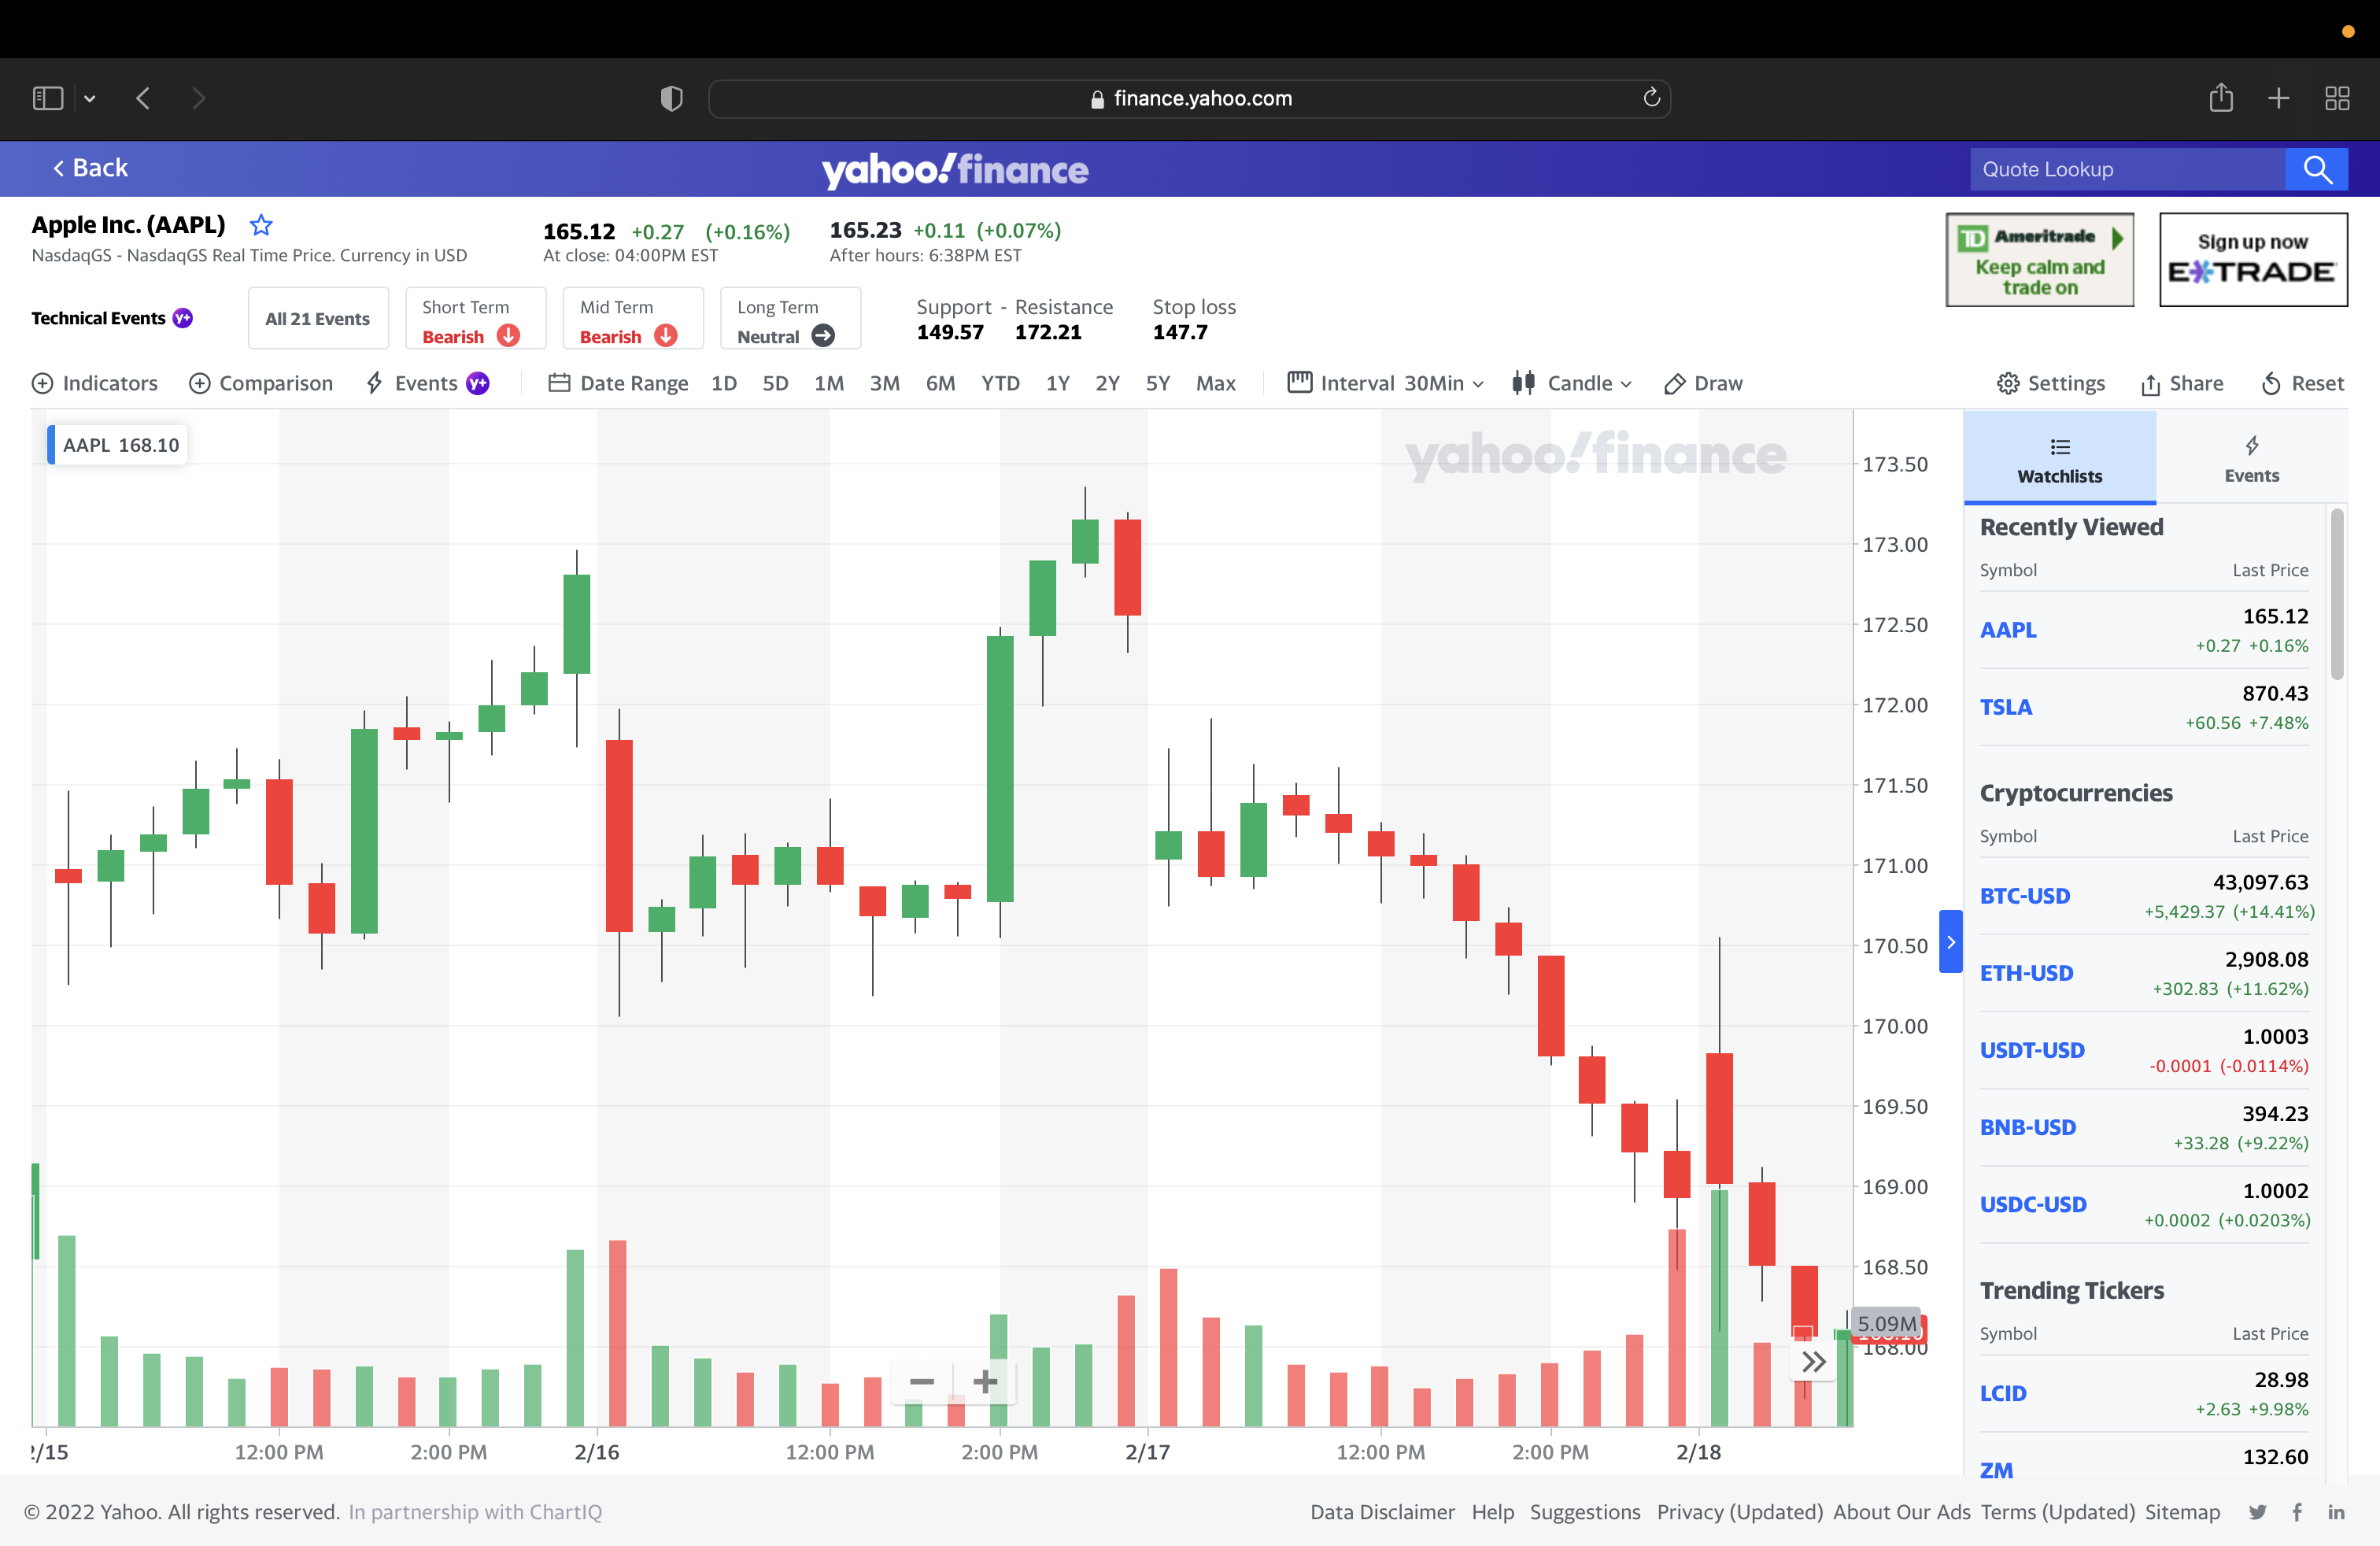 finance.yahoo.com
Back
yahoo!finance
Quote Lookup
Apple Inc. (AAPL)
NasdaqGS - NasdaqGS Real Time Price. Currency in USD
165.12 +0.27 (+0.16%)
At close: 04:00PM EST
165.23 +0.11 (+0.07%)
After hours: 6:38PM EST
TD Ameritrade
Keep calm and
trade on
Sign up now
E*TRADE
Technical Events Y+
All 21 Events
Short Term
Bearish
Mid Term
Bearish
Long Term
Neutral
Support - Resistance
149.57 172.21
Stop loss
147.7
Indicators Comparison Events Y+ Date Range 1D 5D 1M 3M 6M YTD 1Y 2Y 5Y Max Interval 30Min Candle Draw Settings Share Reset
AAPL 168.10
yahoo!finance
173.50
173.00
172.50
172.00
171.50
171.00
170.50
170.00
169.50
169.00
168.50
5.09M
168.00
2/15 12:00 PM 2:00 PM 2/16 12:00 PM 2:00 PM 2/17 12:00 PM 2:00 PM 2/18
Watchlists
Events
Recently Viewed
Symbol Last Price
AAPL 165.12
+0.27 +0.16%
TSLA 870.43
+60.56 +7.48%
Cryptocurrencies
Symbol Last Price
BTC-USD 43,097.63
+5,429.37 (+14.41%)
ETH-USD 2,908.08
+302.83 (+11.62%)
USDT-USD 1.0003
-0.0001 (-0.0114%)
BNB-USD 394.23
+33.28 (+9.22%)
USDC-USD 1.0002
+0.0002 (+0.0203%)
Trending Tickers
Symbol Last Price
LCID 28.98
+2.63 +9.98%
ZM 132.60
© 2022 Yahoo. All rights reserved. In partnership with ChartIQ
Data Disclaimer Help Suggestions Privacy (Updated) About Our Ads Terms (Updated) Sitemap